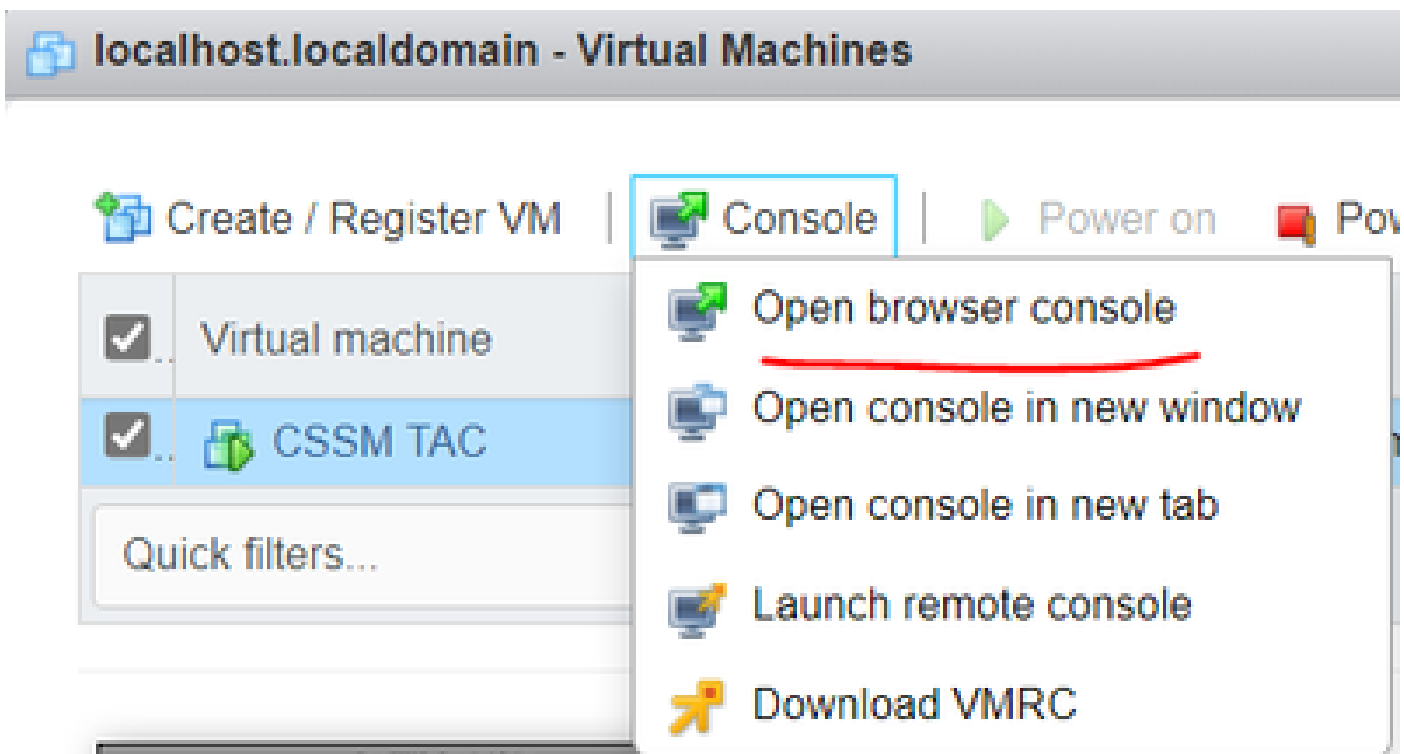 localhost.localdomain - Virtual Machines
Create / Register VM | Console | Power on
Open browser console
Virtual machine
Open console in new window
CSSM TAC
Open console in new tab
Quick filters...
Launch remote console
Download VMRC